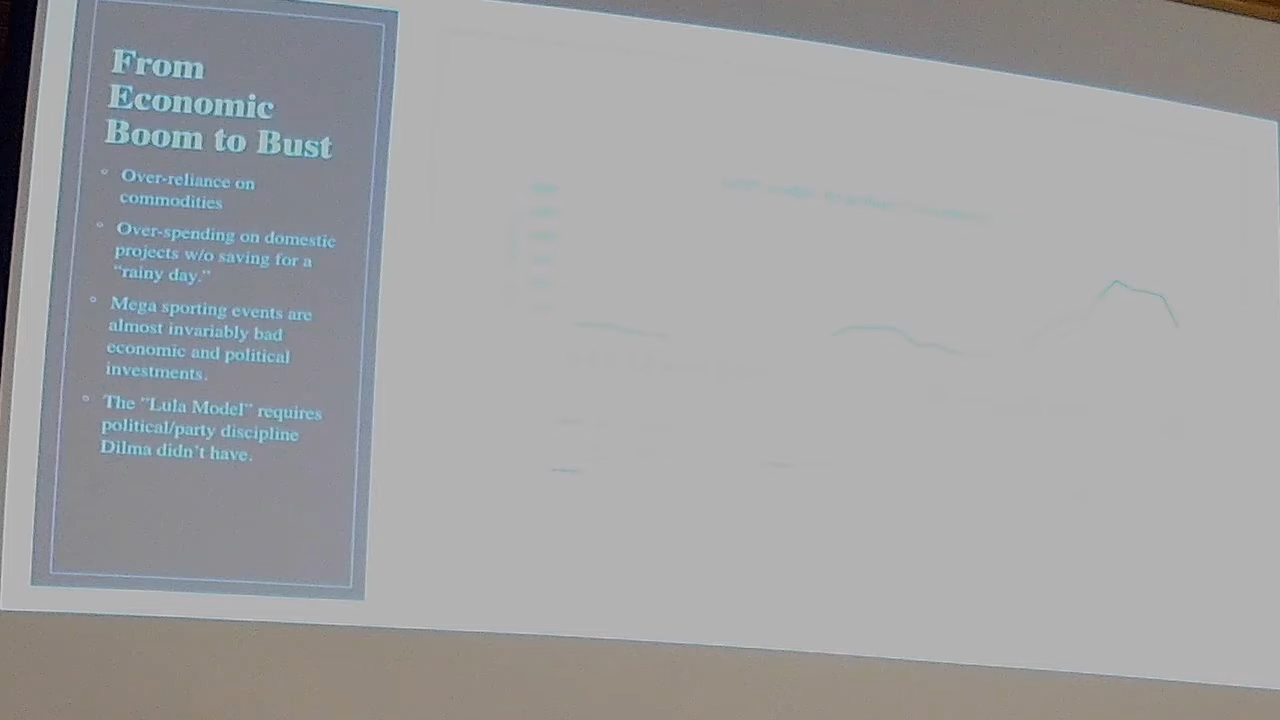 From
Economic
Boom to Bust
Over-reliance on
commodities
Over-spending on domestic
projects w/o saving for a
"rainy day."
Mega sporting events are
almost invariably bad
economic and political
investments.
The "Lula Model" requires
political/party discipline
Dilma didn't have.